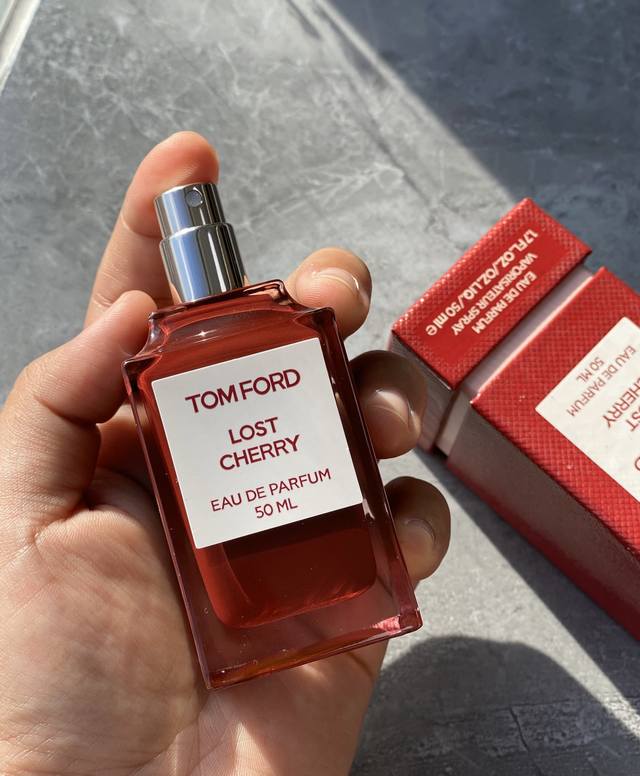 TOM FORD
LOST
CHERRY
EAU DE PARFUM
50 ML
EAU DE PARFUM
VAPORISATEUR SPRAY
1.7 FL.OZ./OZ.LIQ./50 ml e
CHERRY
EAU DE PARFUM
50 ML